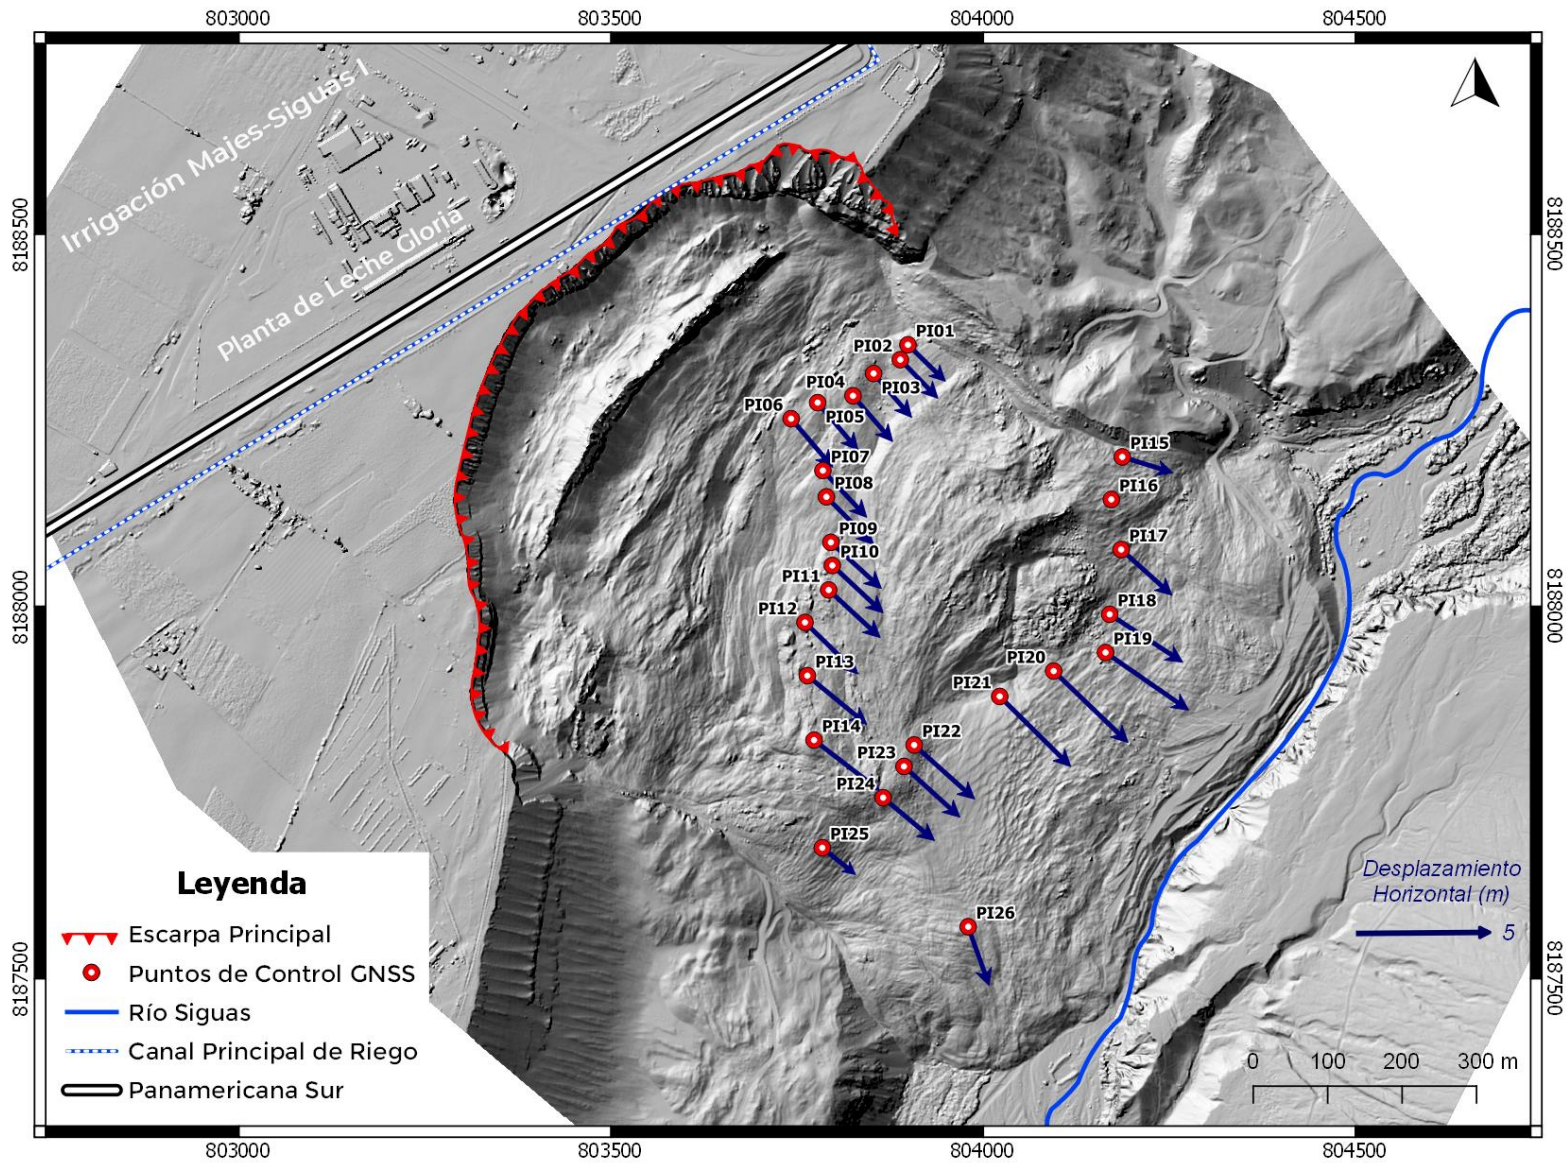 803000
803500
804000
804500
Irrigación Majes-Siguas I
Planta de Leche Gloria
8188500
8188500
PI01
PI02
PI03
PI04
PI05
PI06
PI07
PI08
PI09
PI10
PI11
PI12
PI13
PI14
PI15
PI16
PI17
PI18
PI19
PI20
PI21
PI22
PI23
PI24
PI25
PI26
8188000
8188000
Desplazamiento
Horizontal (m)
5
Leyenda
Escarpa Principal
Puntos de Control GNSS
Río Siguas
Canal Principal de Riego
Panamericana Sur
8187500
8187500
0 100 200 300 m
803000
803500
804000
804500